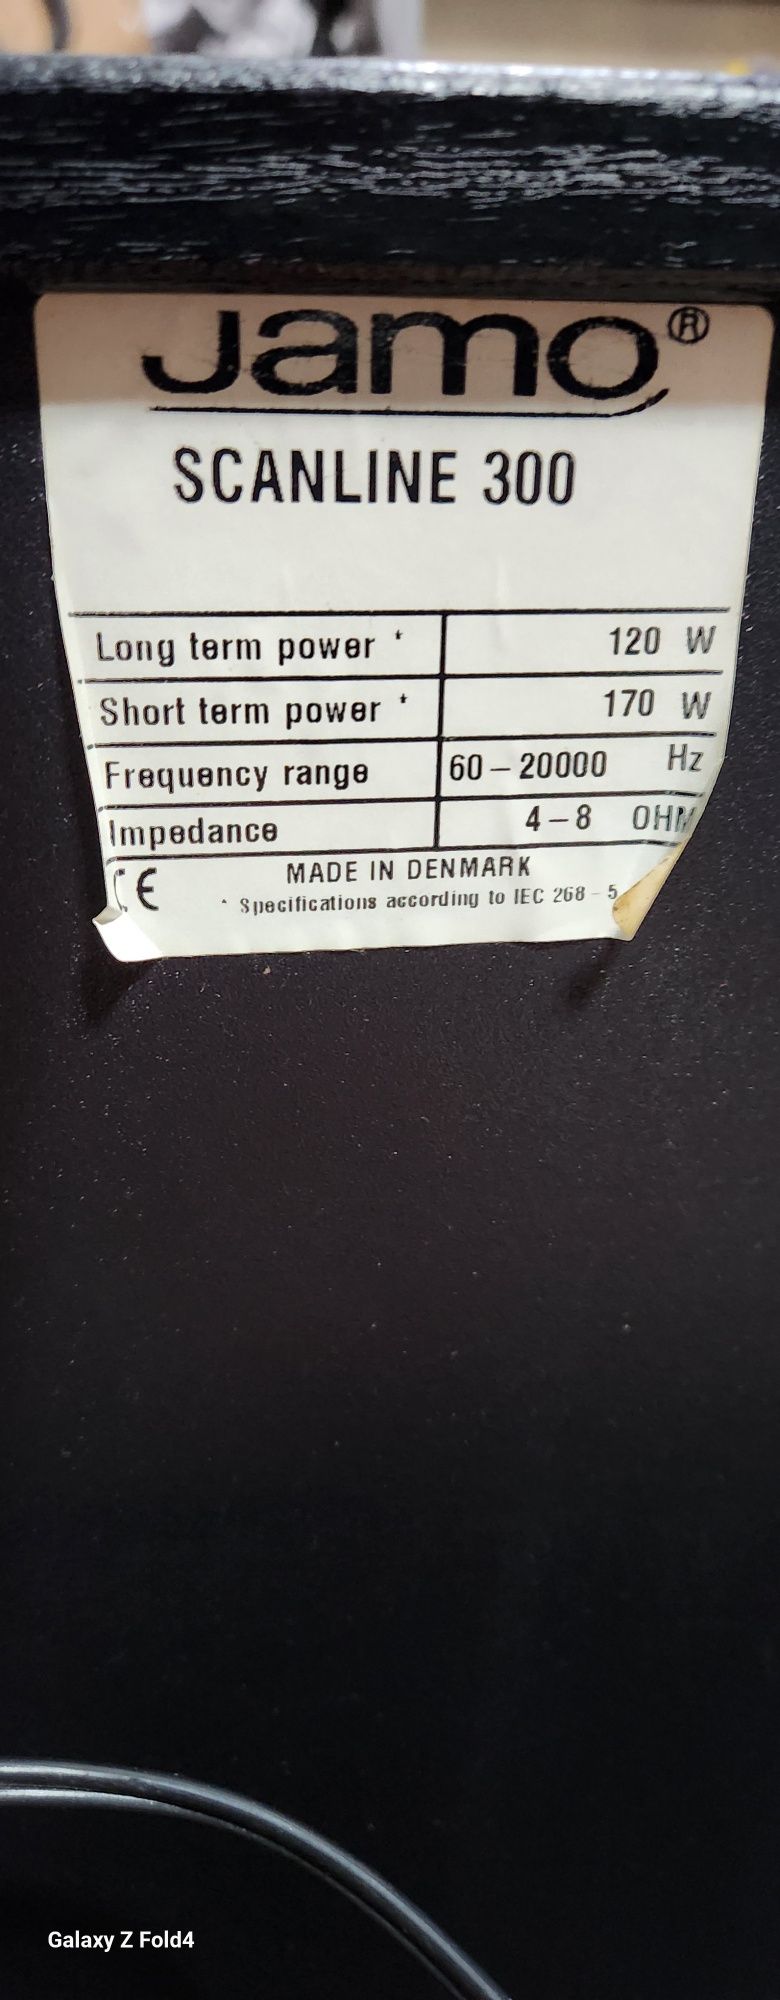 Jamo®
SCANLINE 300
Long term power * 120 W
Short term power * 170 W
Frequency range 60 – 20000 Hz
Impedance 4 – 8 OHM
CE MADE IN DENMARK
* Specifications according to IEC 268 - 5
Galaxy Z Fold4